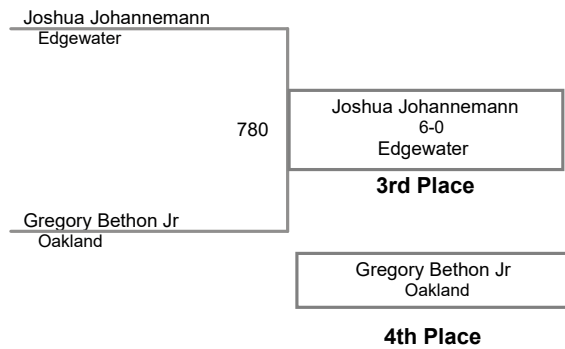 Joshua Johannemann
Edgewater
780
Joshua Johannemann
6-0
Edgewater
3rd Place
Gregory Bethon Jr
Oakland
Gregory Bethon Jr
Oakland
4th Place